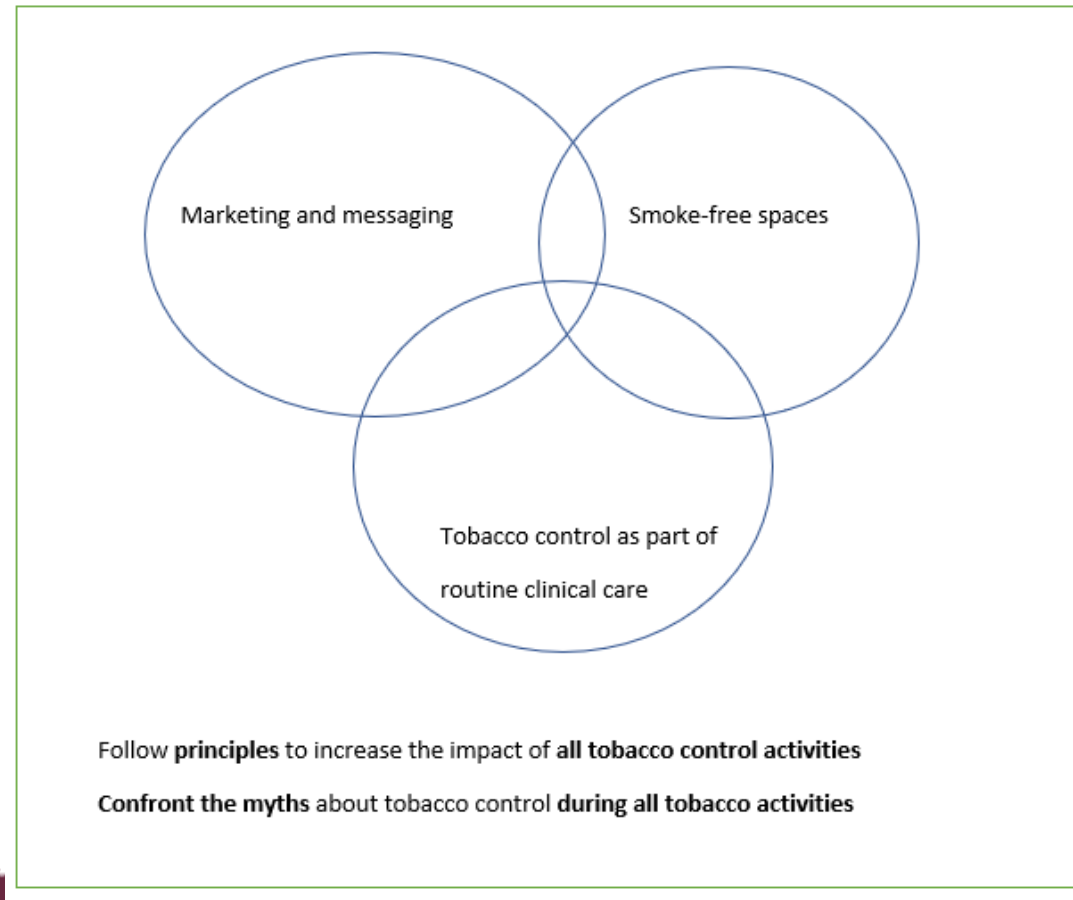 Marketing and messaging
Smoke-free spaces
Tobacco control as part of
routine clinical care
Follow principles to increase the impact of all tobacco control activities
Confront the myths about tobacco control during all tobacco activities